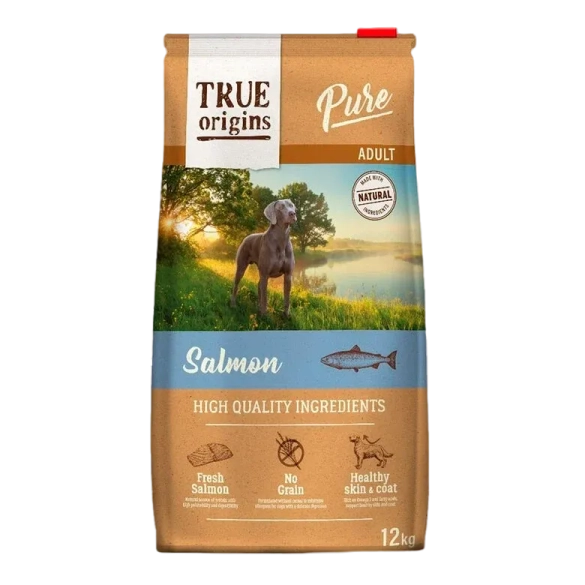 TRUE
origins
Pure
ADULT
MADE WITH
NATURAL
INGREDIENTS
Salmon
HIGH QUALITY INGREDIENTS
Fresh
Salmon
No
Grain
Healthy
skin & coat
12kg